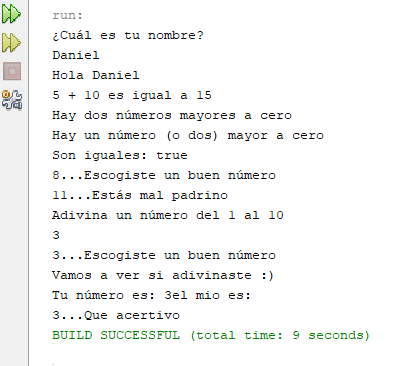 run:
¿Cuál es tu nombre?
Daniel
Hola Daniel
5 + 10 es igual a 15
Hay dos números mayores a cero
Hay un número (o dos) mayor a cero
Son iguales: true
8...Escogiste un buen número
11...Estás mal padrino
Adivina un número del 1 al 10
3
3...Escogiste un buen número
Vamos a ver si adivinaste :)
Tu número es: 3el mio es:
3...Que acertivo
BUILD SUCCESSFUL (total time: 9 seconds)